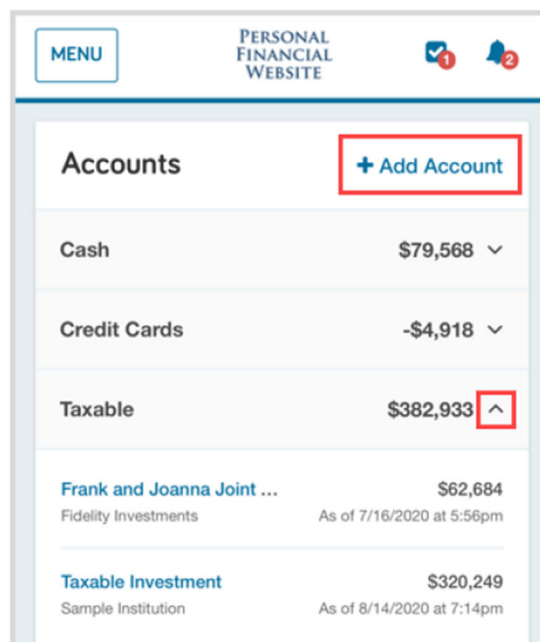 MENU
PERSONAL
FINANCIAL
WEBSITE
1
2
Accounts
+ Add Account
Cash $79,568
Credit Cards -$4,918
Taxable $382,933
Frank and Joanna Joint ... $62,684
Fidelity Investments As of 7/16/2020 at 5:56pm
Taxable Investment $320,249
Sample Institution As of 8/14/2020 at 7:14pm